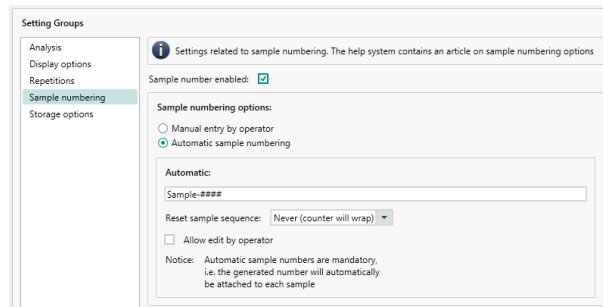 Setting Groups
Analysis
Display options
Repetitions
Sample numbering
Storage options
Settings related to sample numbering. The help system contains an article on sample numbering options
Sample number enabled:
Sample numbering options:
Manual entry by operator
Automatic sample numbering
Automatic:
Sample-####
Reset sample sequence: Never (counter will wrap)
Allow edit by operator
Notice: Automatic sample numbers are mandatory,
i.e. the generated number will automatically
be attached to each sample